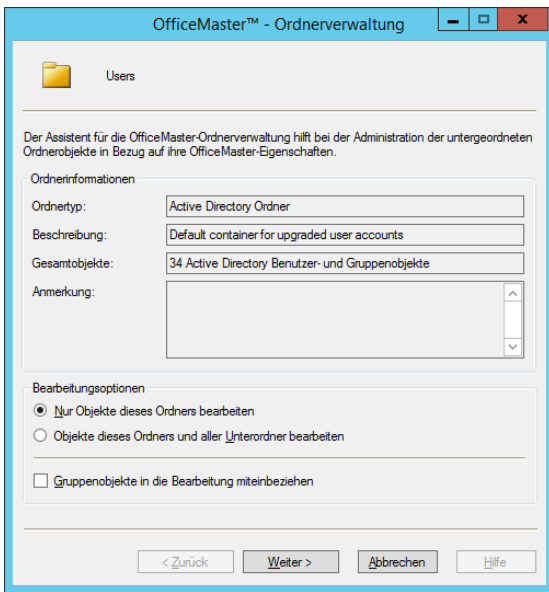 OfficeMaster™ - Ordnerverwaltung
Users
Der Assistent für die OfficeMaster-Ordnerverwaltung hilft bei der Administration der untergeordneten
Ordnerobjekte in Bezug auf ihre OfficeMaster-Eigenschaften.
Ordnerinformationen
Ordnertyp: Active Directory Ordner
Beschreibung: Default container for upgraded user accounts
Gesamtobjekte: 34 Active Directory Benutzer- und Gruppenobjekte
Anmerkung:
Bearbeitungsoptionen
Nur Objekte dieses Ordners bearbeiten
Objekte dieses Ordners und aller Unterordner bearbeiten
Gruppenobjekte in die Bearbeitung miteinbeziehen
< Zurück Weiter > Abbrechen Hilfe